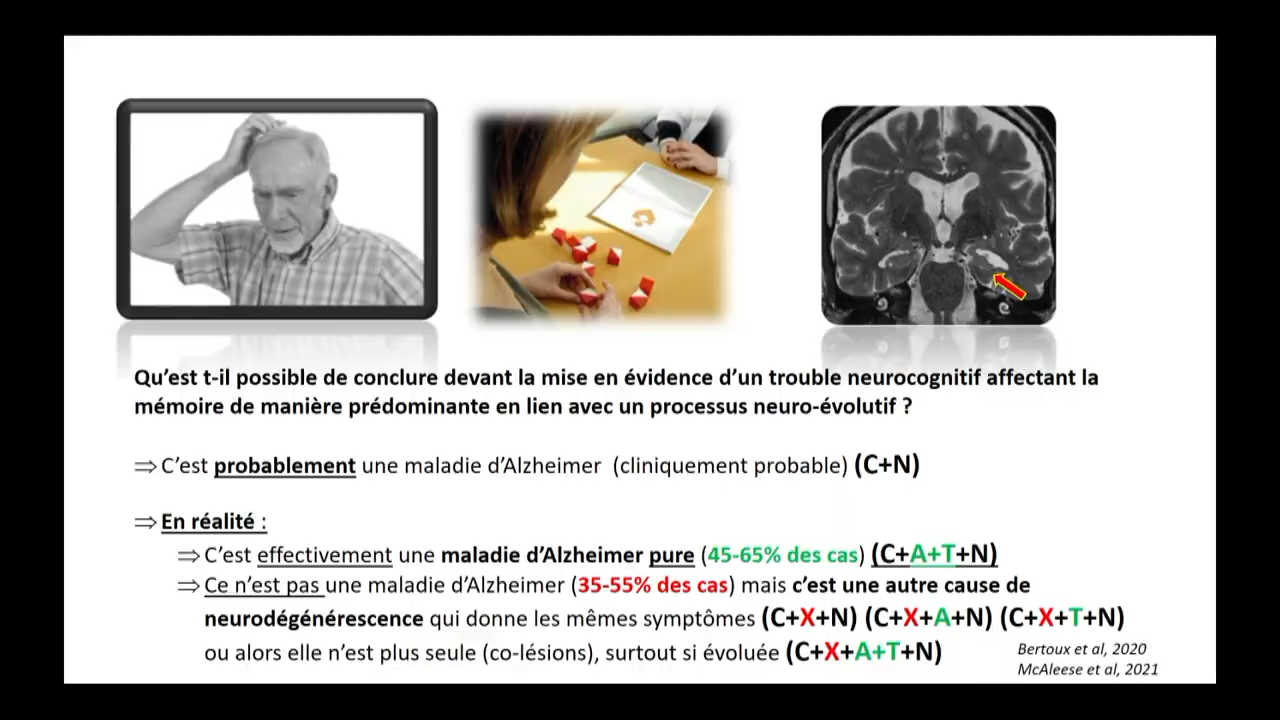 Qu’est t-il possible de conclure devant la mise en évidence d’un trouble neurocognitif affectant la
mémoire de manière prédominante en lien avec un processus neuro-évolutif ?
⇒ C’est probablement une maladie d’Alzheimer (cliniquement probable) (C+N)
⇒ En réalité :
⇒ C’est effectivement une maladie d’Alzheimer pure (45-65% des cas) (C+A+T+N)
⇒ Ce n’est pas une maladie d’Alzheimer (35-55% des cas) mais c’est une autre cause de
neurodégénérescence qui donne les mêmes symptômes (C+X+N) (C+X+A+N) (C+X+T+N)
ou alors elle n’est plus seule (co-lésions), surtout si évoluée (C+X+A+T+N)
Bertoux et al, 2020
McAleese et al, 2021